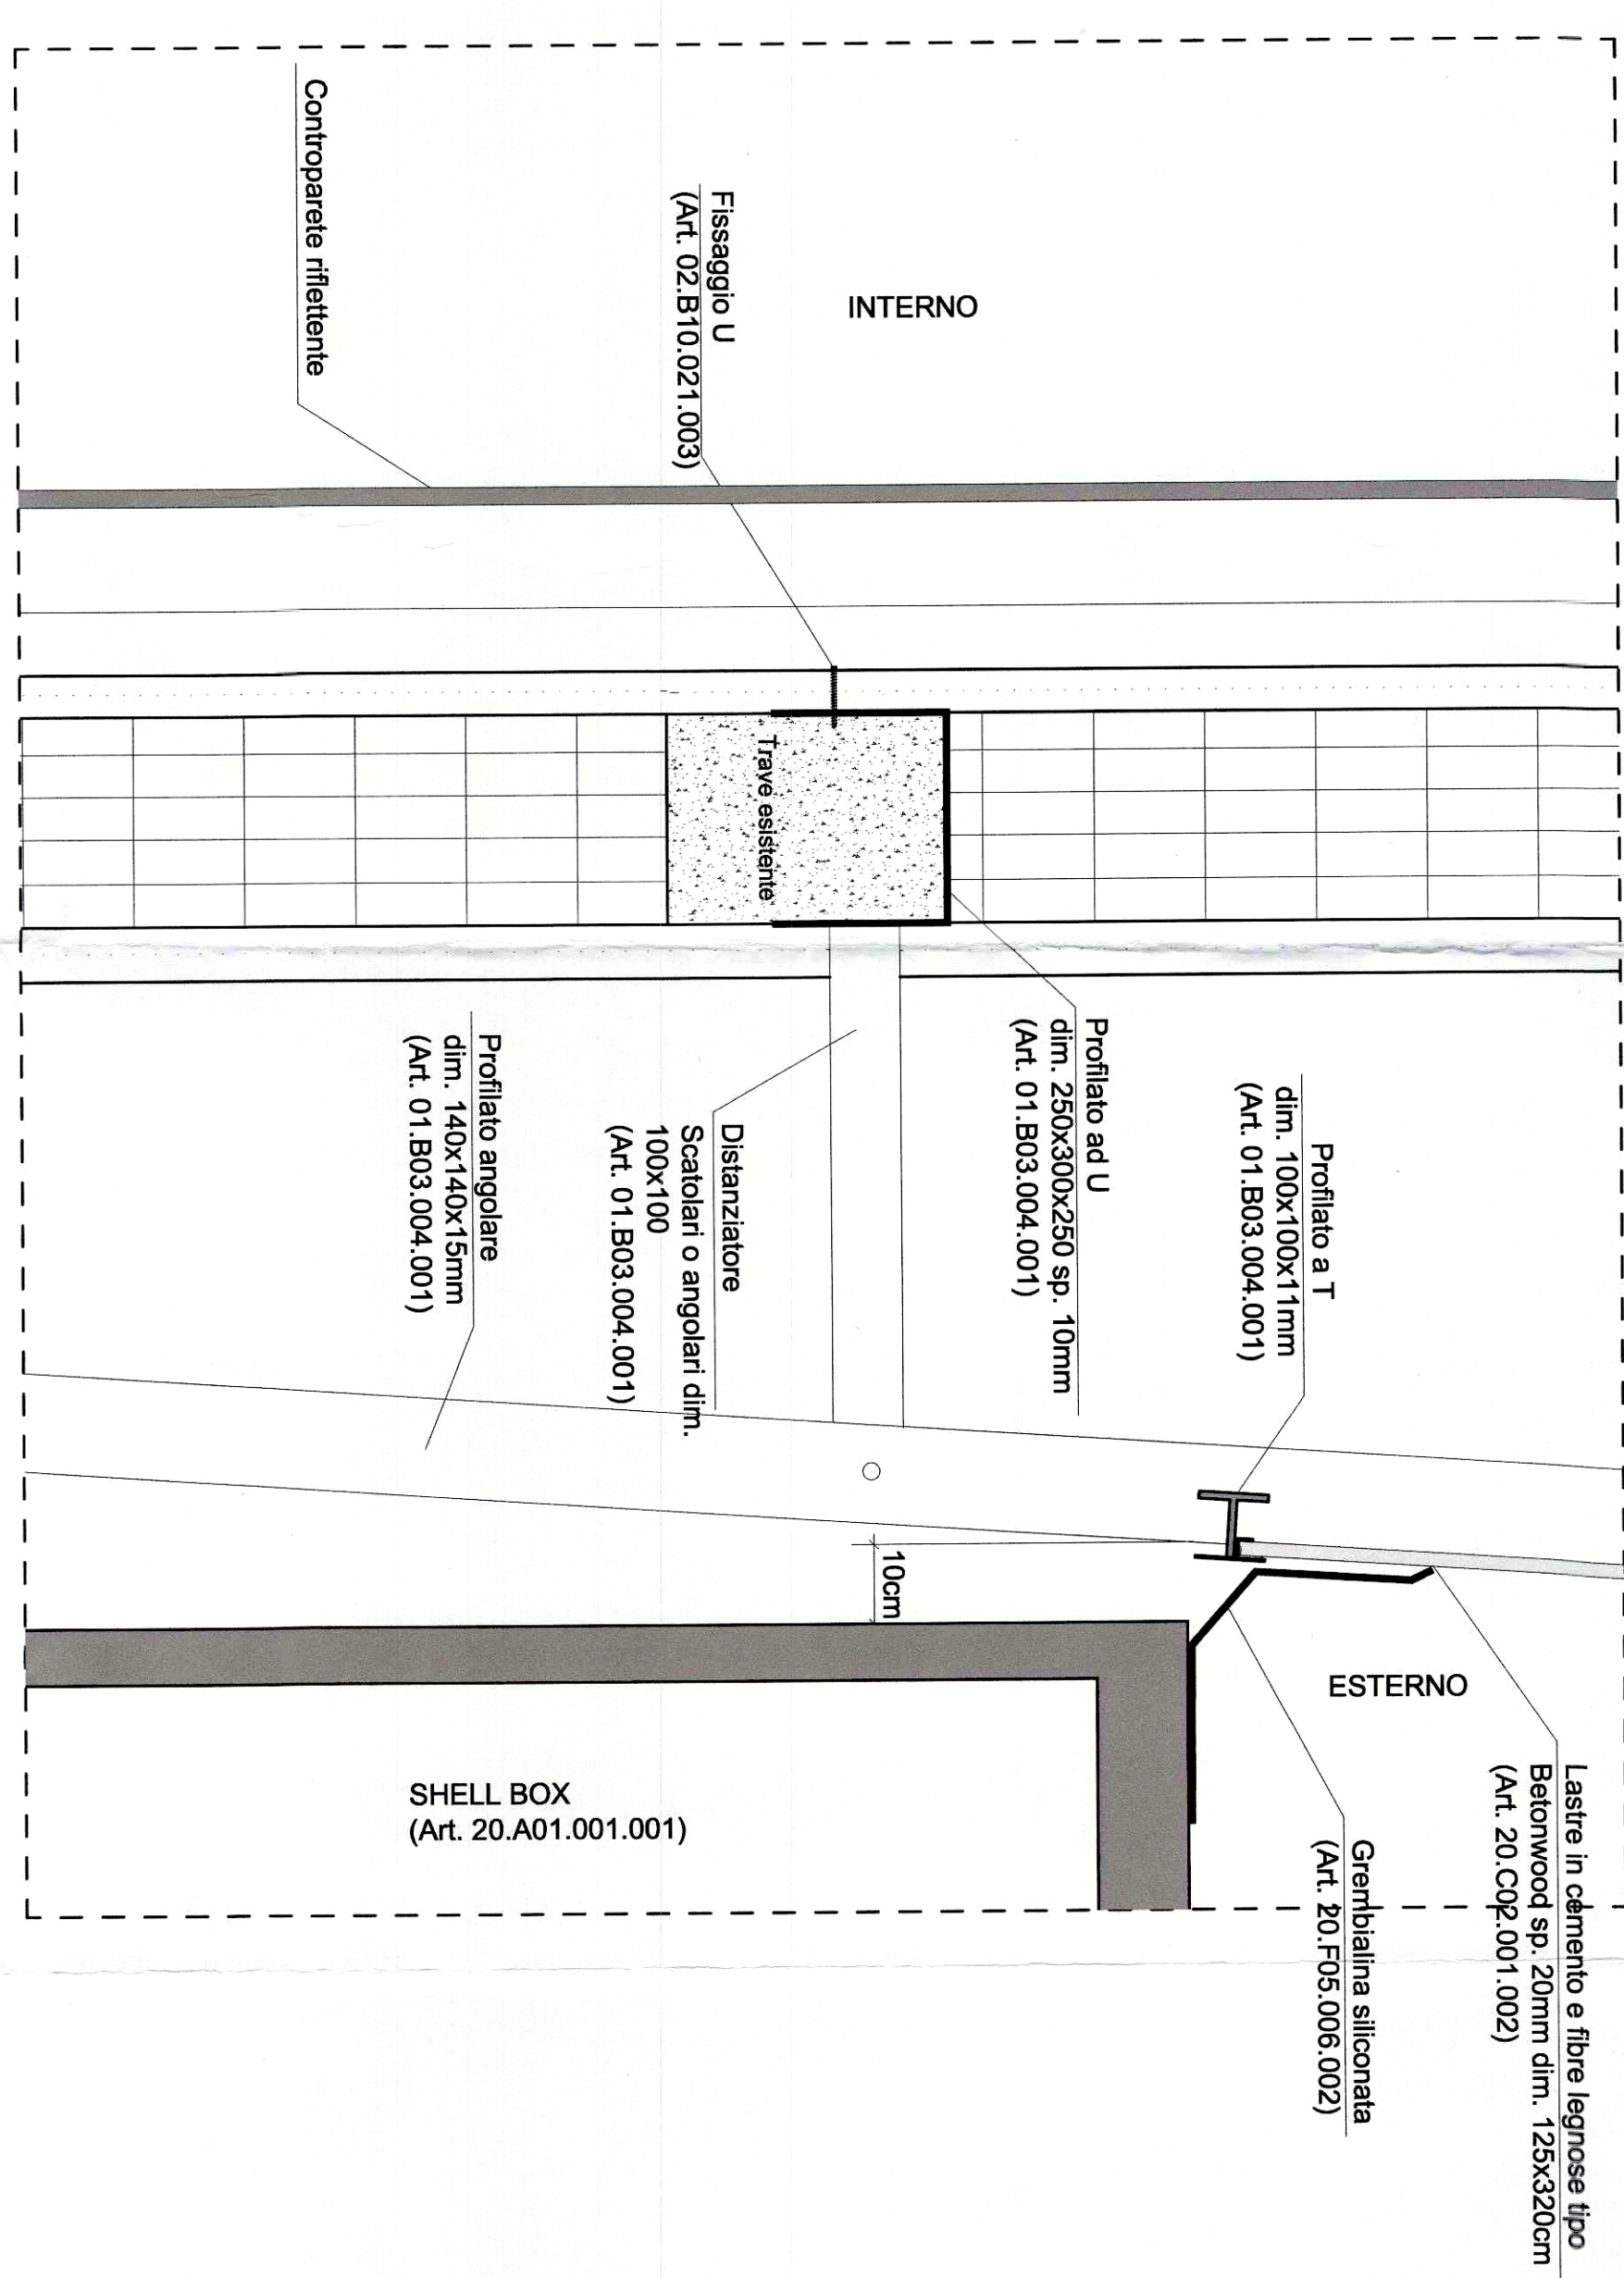 Controparete riflettente
Fissaggio U
(Art. 02.B10.021.003)
INTERNO
Trave esistente
Profilato a T
dim. 100x100x11mm
(Art. 01.B03.004.001)
Profilato ad U
dim. 250x300x250 sp. 10mm
(Art. 01.B03.004.001)
Distanziatore
Scatolari o angolari dim.
100x100
(Art. 01.B03.004.001)
Profilato angolare
dim. 140x140x15mm
(Art. 01.B03.004.001)
10cm
ESTERNO
Lastre in cemento e fibre legnose tipo
Betonwood sp. 20mm dim. 125x320cm
(Art. 20.C02.001.002)
Grembialina siliconata
(Art. 20.F05.006.002)
SHELL BOX
(Art. 20.A01.001.001)